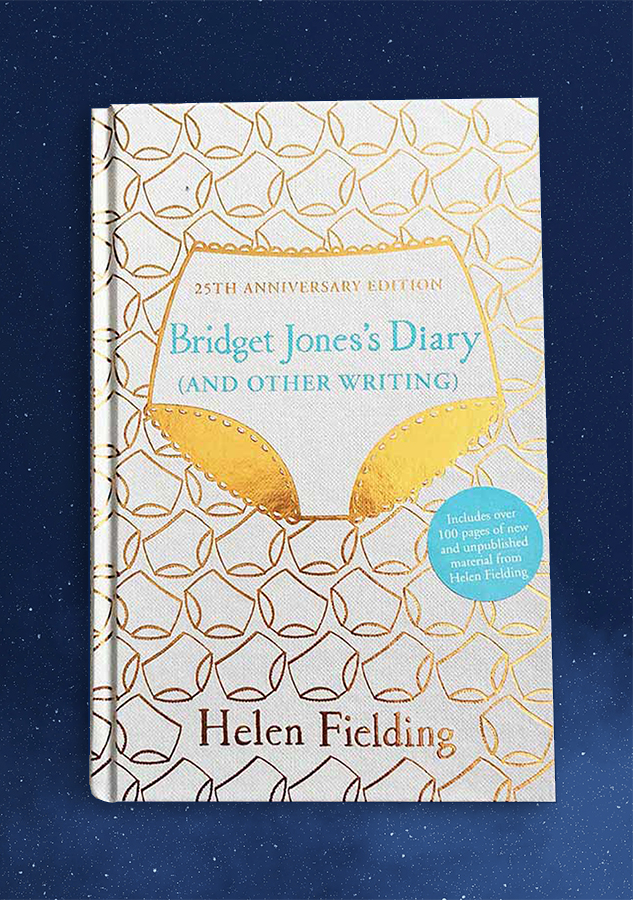 25TH ANNIVERSARY EDITION
Bridget Jones's Diary
(AND OTHER WRITING)
Includes over
100 pages of new
and unpublished
material from
Helen Fielding
Helen Fielding